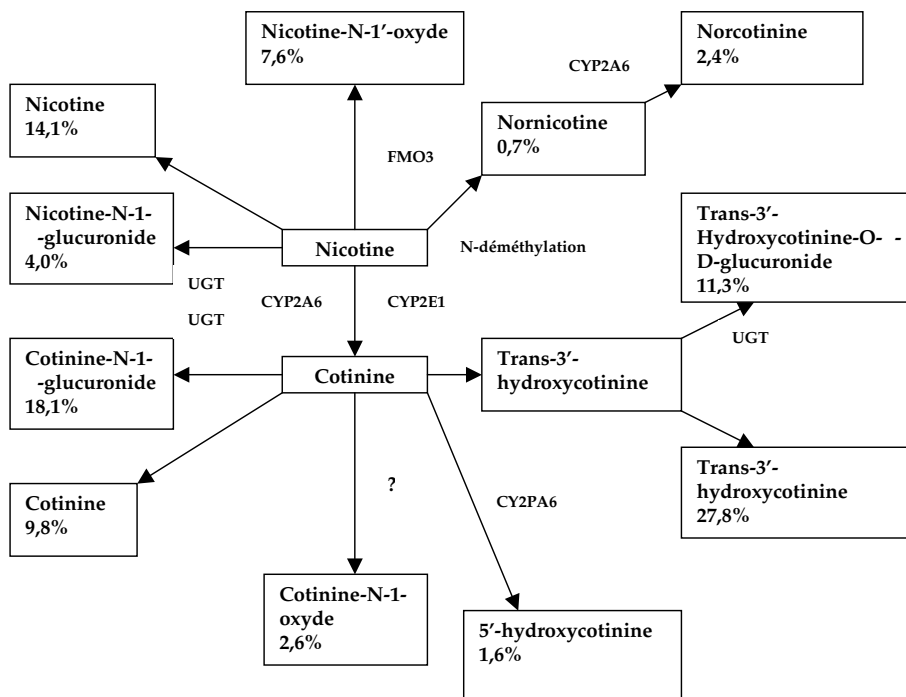 Nicotine-N-1’-oxyde
7,6%
Norcotinine
2,4%
CYP2A6
Nicotine
14,1%
Nornicotine
0,7%
FMO3
Nicotine-N-1-
-glucuronide
4,0%
Trans-3’-
Hydroxycotinine-O- -
D-glucuronide
11,3%
Nicotine
N-déméthylation
UGT
CYP2A6
CYP2E1
UGT
UGT
Cotinine-N-1-
-glucuronide
18,1%
Cotinine
Trans-3’-
hydroxycotinine
Trans-3’-
hydroxycotinine
27,8%
?
Cotinine
9,8%
CY2PA6
Cotinine-N-1-
oxyde
2,6%
5’-hydroxycotinine
1,6%